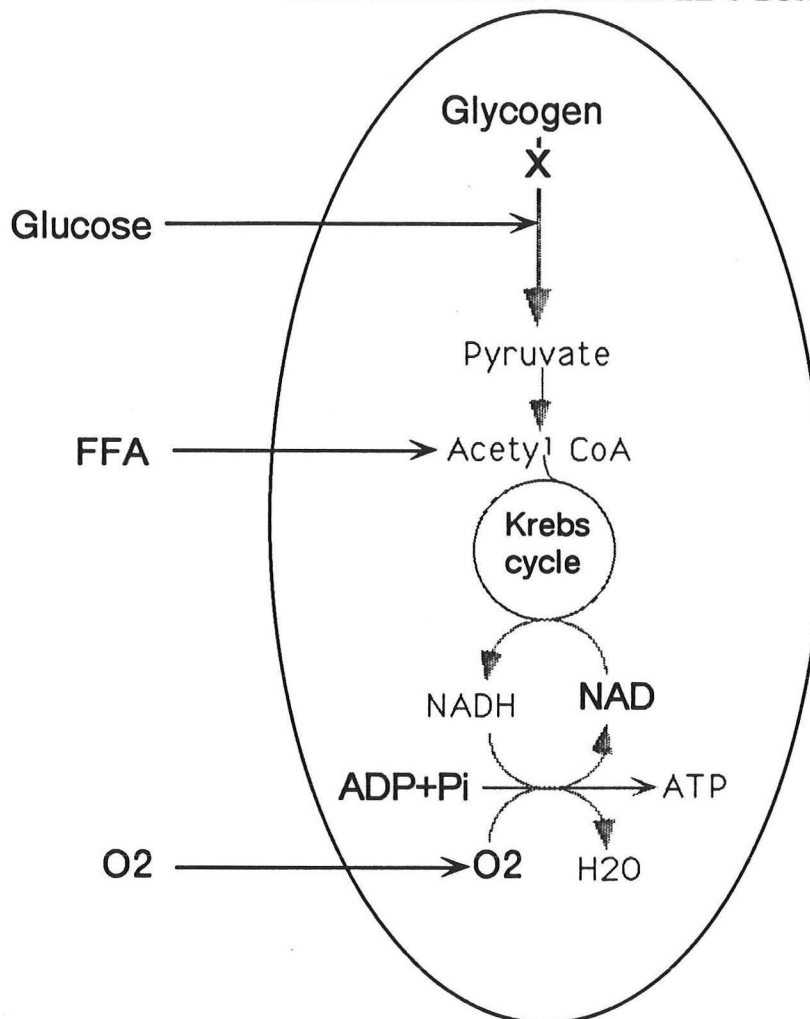 Glycogen
X
Glucose
Pyruvate
FFA
Acetyl CoA
Krebs
cycle
NADH
NAD
ADP+Pi
ATP
O2
O2
H2O